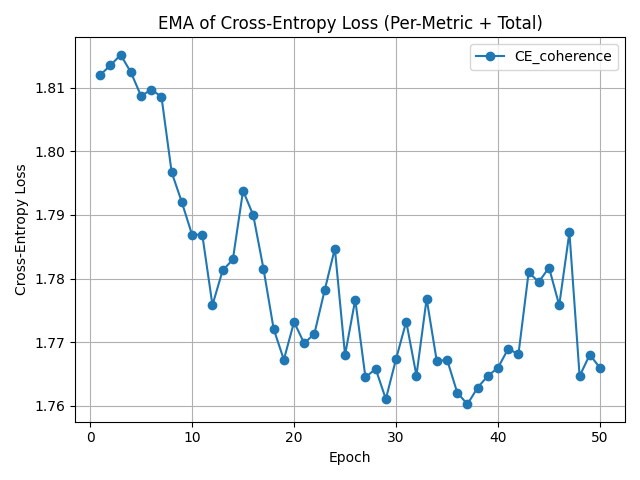 EMA of Cross-Entropy Loss (Per-Metric + Total)
CE_coherence
Cross-Entropy Loss
1.81
1.80
1.79
1.78
1.77
1.76
0 10 20 30 40 50
Epoch